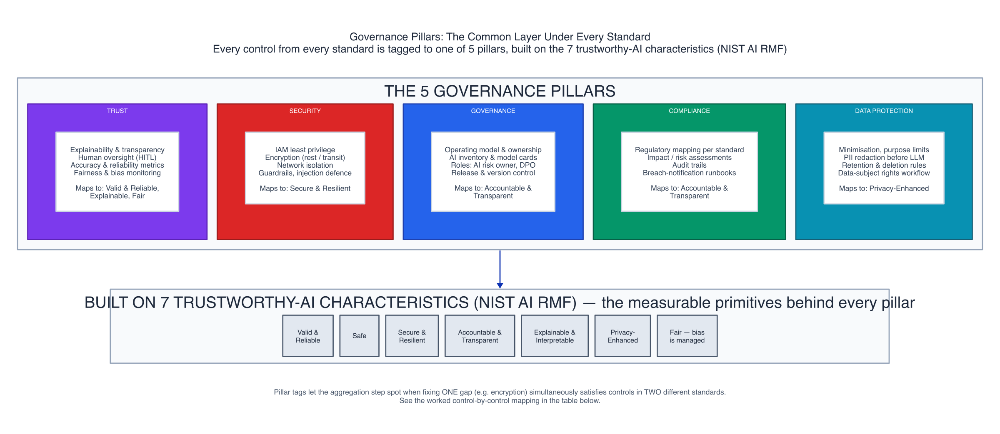 Governance Pillars: The Common Layer Under Every Standard
Every control from every standard is tagged to one of 5 pillars, built on the 7 trustworthy-AI characteristics (NIST AI RMF)
THE 5 GOVERNANCE PILLARS
TRUST
Explainability & transparency
Human oversight (HITL)
Accuracy & reliability metrics
Fairness & bias monitoring
Maps to: Valid & Reliable,
Explainable, Fair
SECURITY
IAM least privilege
Encryption (rest / transit)
Network isolation
Guardrails, injection defence
Maps to: Secure & Resilient
GOVERNANCE
Operating model & ownership
AI inventory & model cards
Roles: AI risk owner, DPO
Release & version control
Maps to: Accountable &
Transparent
COMPLIANCE
Regulatory mapping per standard
Impact / risk assessments
Audit trails
Breach-notification runbooks
Maps to: Accountable &
Transparent
DATA PROTECTION
Minimisation, purpose limits
PII redaction before LLM
Retention & deletion rules
Data-subject rights workflow
Maps to: Privacy-Enhanced
BUILT ON 7 TRUSTWORTHY-AI CHARACTERISTICS (NIST AI RMF) — the measurable primitives behind every pillar
Valid &
Reliable
Safe
Secure &
Resilient
Accountable &
Transparent
Explainable &
Interpretable
Privacy-
Enhanced
Fair — bias
is managed
Pillar tags let the aggregation step spot when fixing ONE gap (e.g. encryption) simultaneously satisfies controls in TWO different standards.
See the worked control-by-control mapping in the table below.